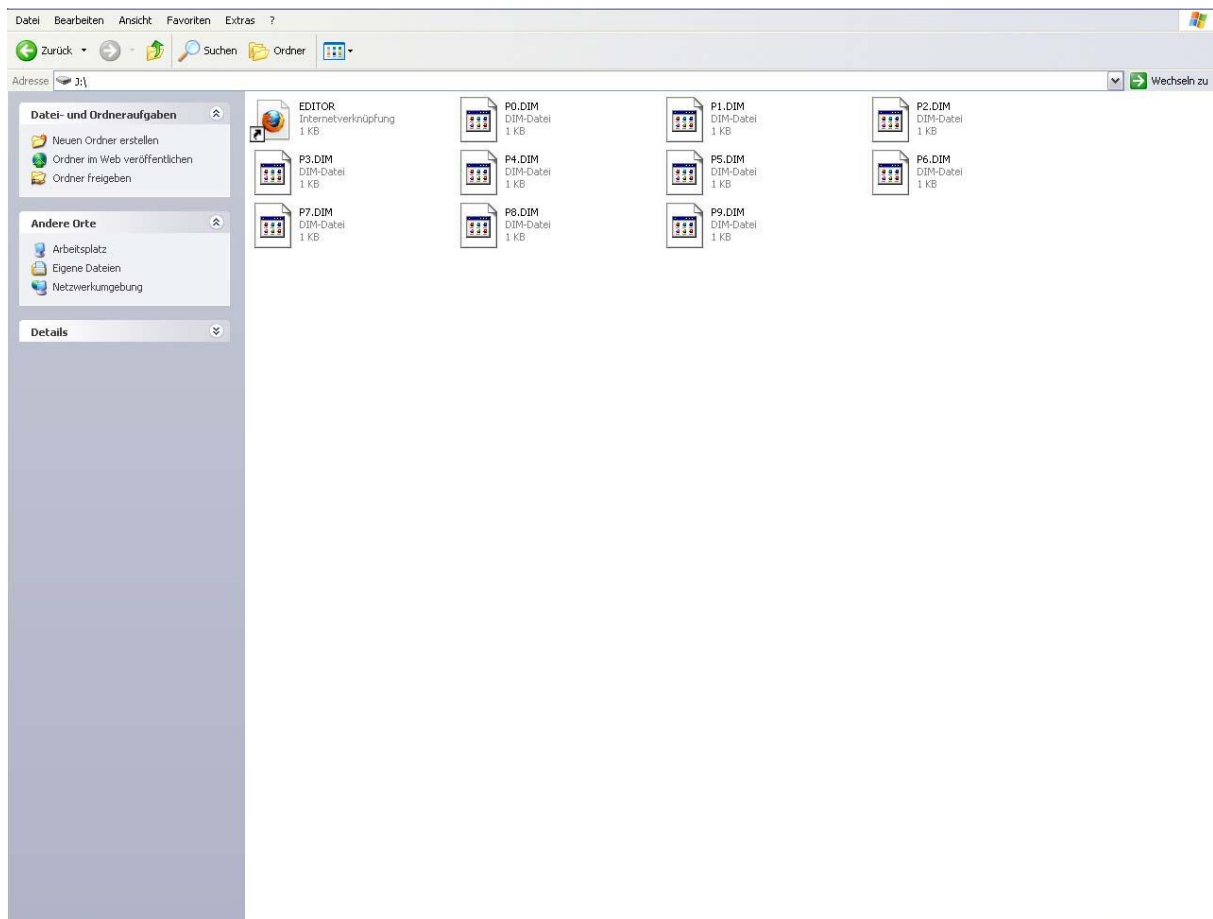 Datei Bearbeiten Ansicht Favoriten Extras ?
Zurück Suchen Ordner
Adresse J:\ Wechseln zu
Datei- und Ordneraufgaben
Neuen Ordner erstellen
Ordner im Web veröffentlichen
Ordner freigeben
Andere Orte
Arbeitsplatz
Eigene Dateien
Netzwerkumgebung
Details
EDITOR
Internetverknüpfung
1 KB
P0.DIM
DIM-Datei
1 KB
P1.DIM
DIM-Datei
1 KB
P2.DIM
DIM-Datei
1 KB
P3.DIM
DIM-Datei
1 KB
P4.DIM
DIM-Datei
1 KB
P5.DIM
DIM-Datei
1 KB
P6.DIM
DIM-Datei
1 KB
P7.DIM
DIM-Datei
1 KB
P8.DIM
DIM-Datei
1 KB
P9.DIM
DIM-Datei
1 KB